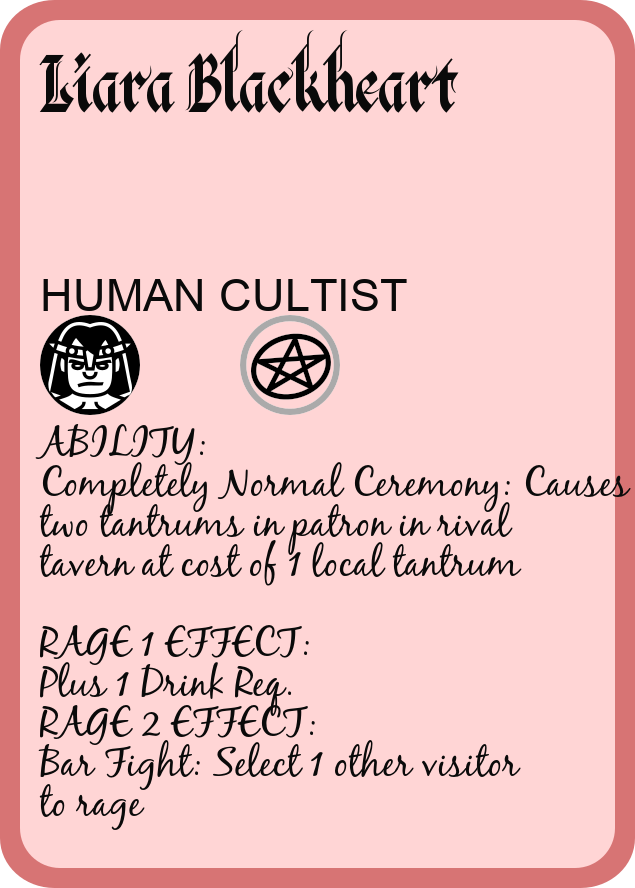 Liara Blackheart
HUMAN CULTIST
ABILITY:
Completely Normal Ceremony: Causes
two tantrums in patron in rival
tavern at cost of 1 local tantrum
RAGE 1 EFFECT:
Plus 1 Drink Req.
RAGE 2 EFFECT:
Bar Fight: Select 1 other visitor
to rage